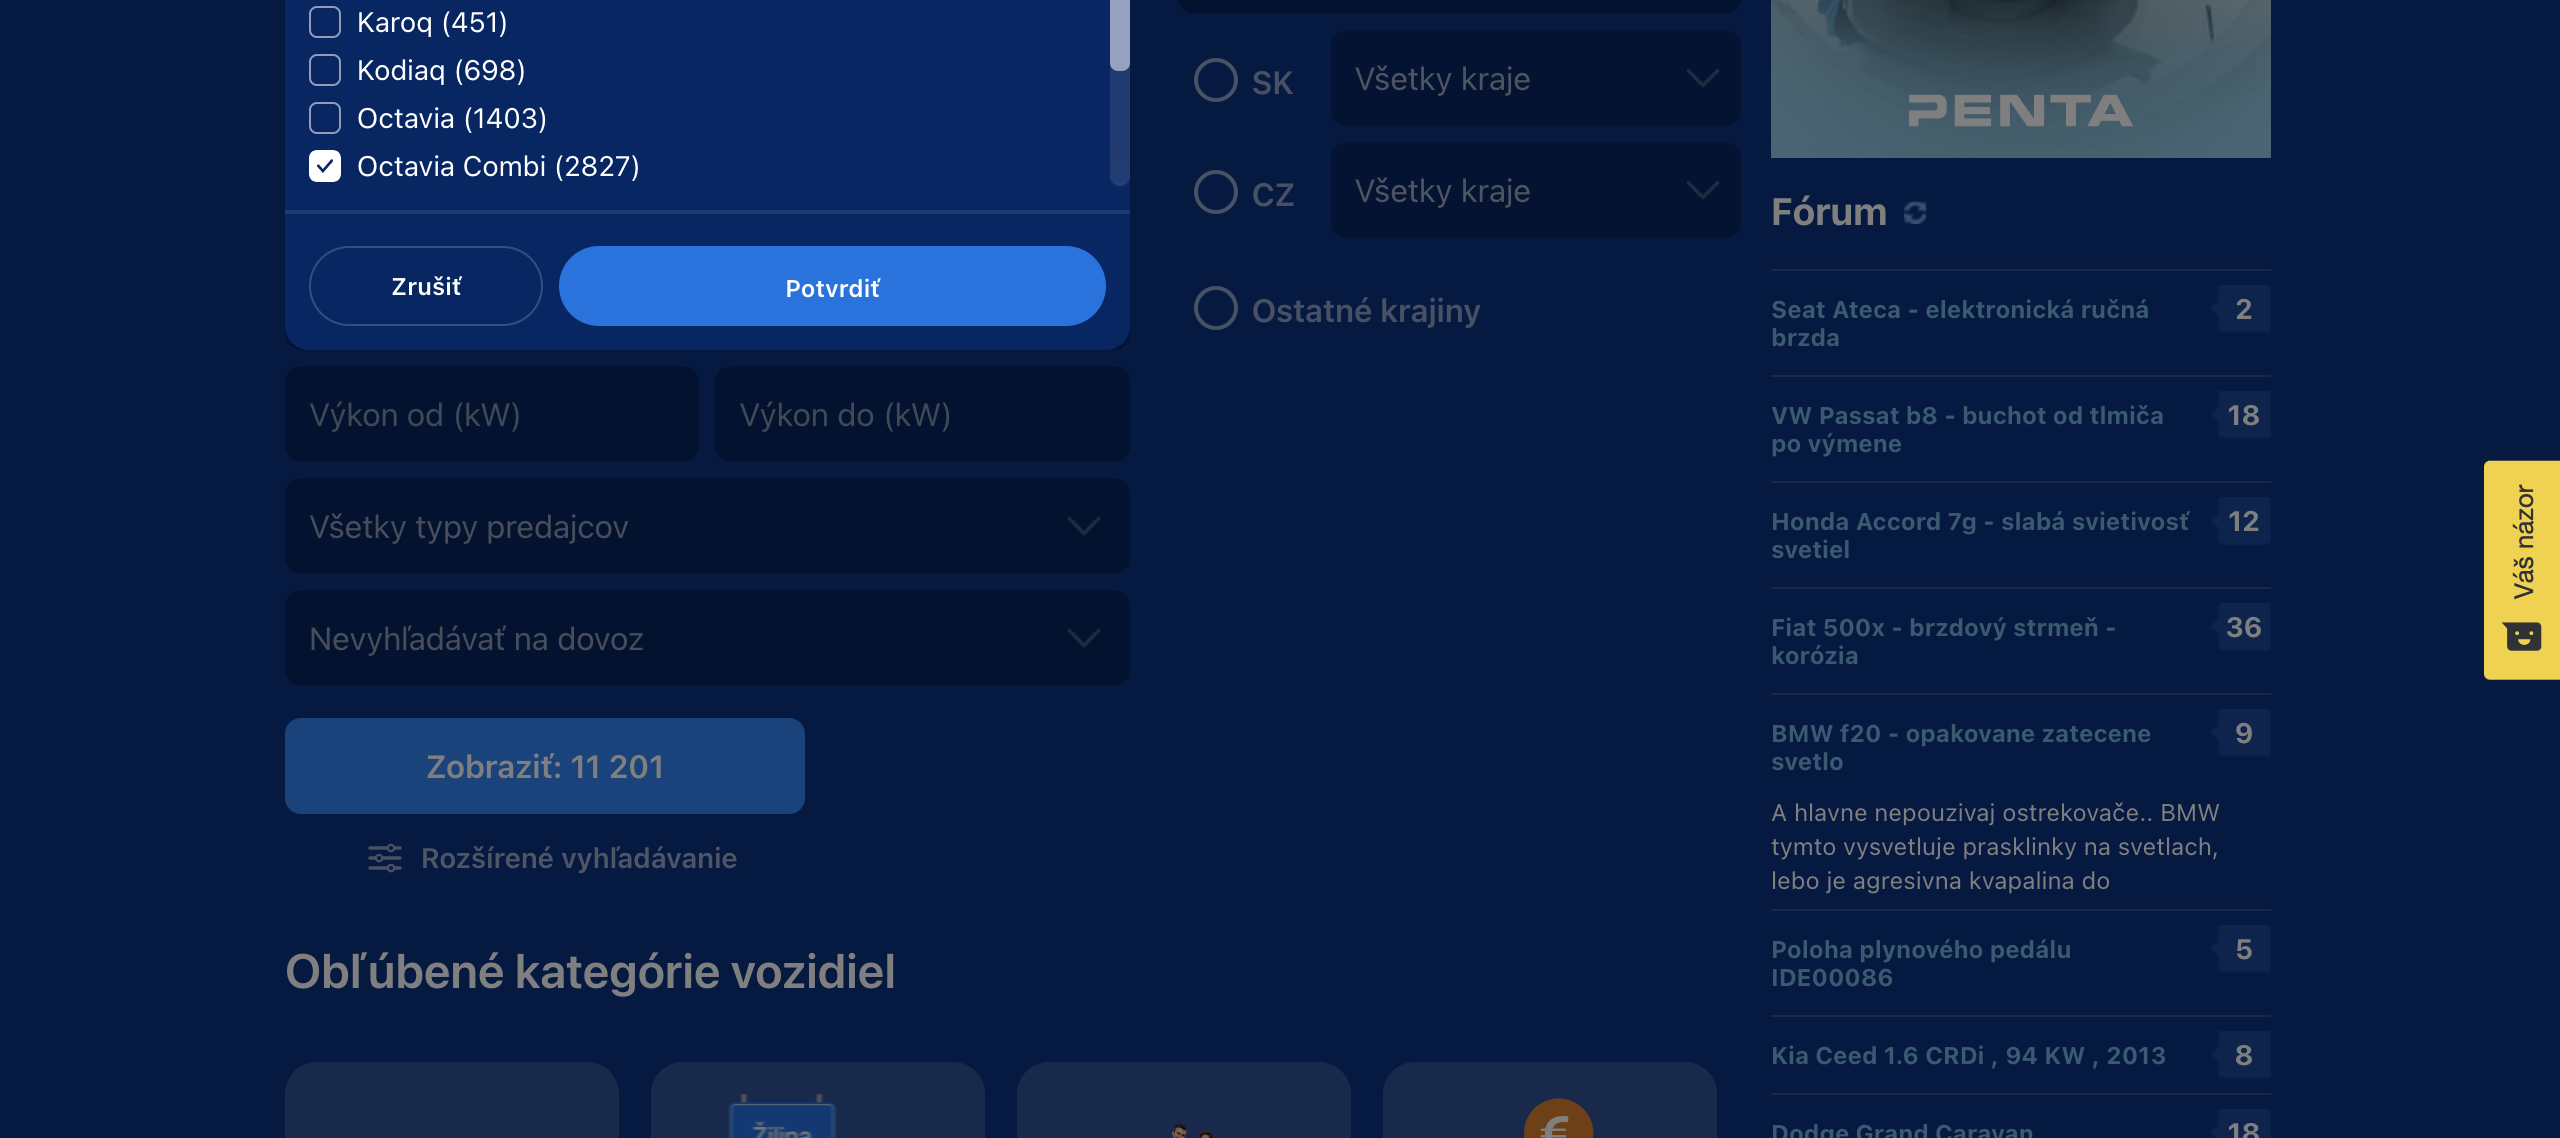 Karoq (451)
Kodiaq (698)
Octavia (1403)
Octavia Combi (2827)
Zrušiť
Potvrdiť
Výkon od (kW)
Výkon do (kW)
Všetky typy predajcov
Nevyhľadávať na dovoz
Zobraziť: 11 201
Rozšírené vyhľadávanie
SK
Všetky kraje
CZ
Všetky kraje
Ostatné krajiny
Obľúbené kategórie vozidiel
Žilina
€
PENTA
Fórum
Seat Ateca - elektronická ručná
brzda
2
VW Passat b8 - buchot od tlmiča
po výmene
18
Honda Accord 7g - slabá svietivosť
svetiel
12
Fiat 500x - brzdový strmeň -
korózia
36
BMW f20 - opakovane zatecene
svetlo
9
A hlavne nepouzivaj ostrekovače.. BMW
tymto vysvetluje prasklinky na svetlach,
lebo je agresivna kvapalina do
Poloha plynového pedálu
IDE00086
5
Kia Ceed 1.6 CRDi , 94 KW , 2013
8
Dodge Grand Caravan
18
Váš názor